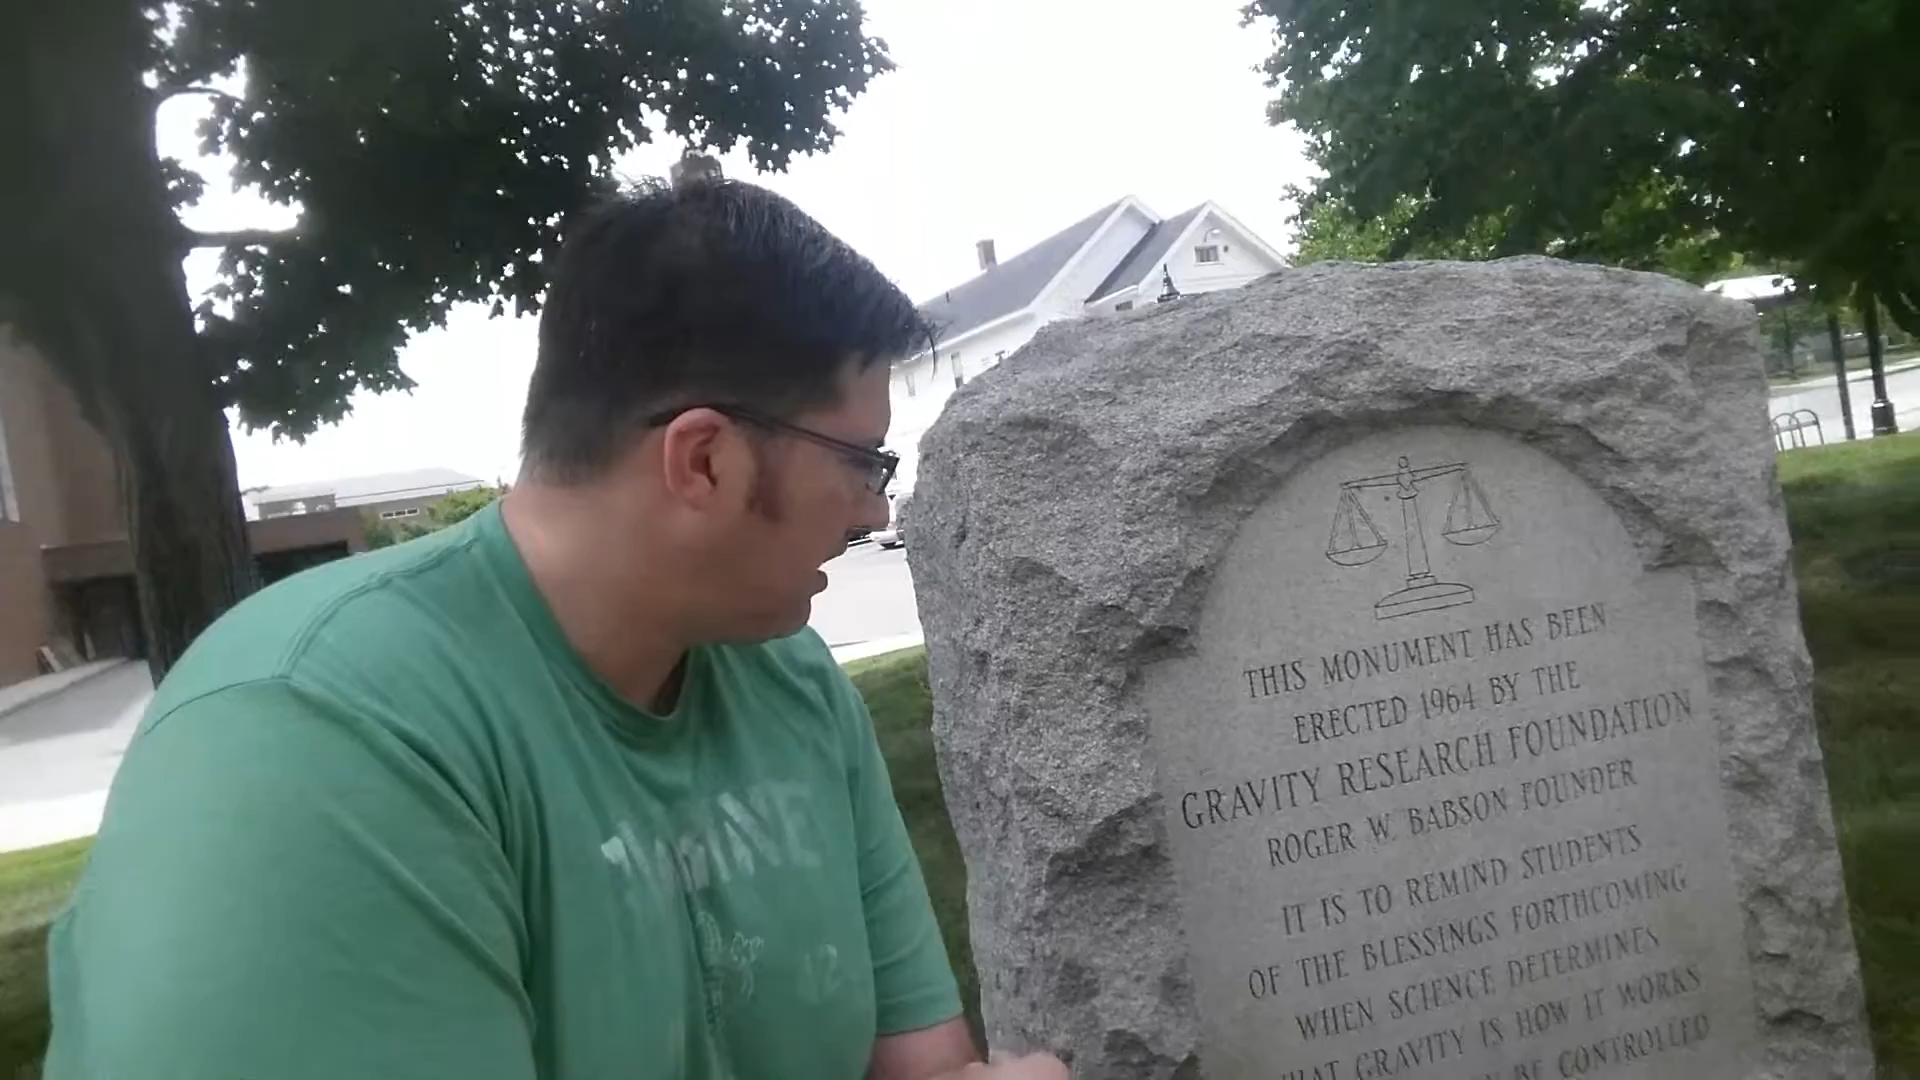 THIS MONUMENT HAS BEEN
ERECTED 1964 BY THE
GRAVITY RESEARCH FOUNDATION
ROGER W. BABSON FOUNDER
IT IS TO REMIND STUDENTS
OF THE BLESSINGS FORTHCOMING
WHEN SCIENCE DETERMINES
WHAT GRAVITY IS HOW IT WORKS
BE CONTROLLED